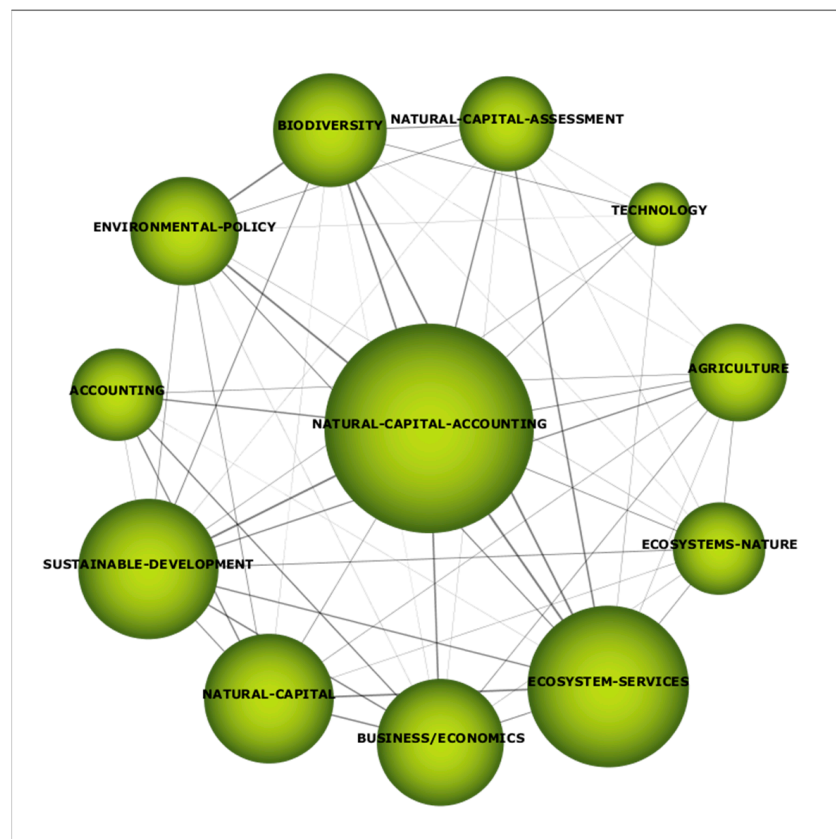 NATURAL-CAPITAL-ASSESSMENT
BIODIVERSITY
TECHNOLOGY
ENVIRONMENTAL-POLICY
AGRICULTURE
ACCOUNTING
NATURAL-CAPITAL-ACCOUNTING
ECOSYSTEMS-NATURE
SUSTAINABLE-DEVELOPMENT
ECOSYSTEM-SERVICES
NATURAL-CAPITAL
BUSINESS/ECONOMICS